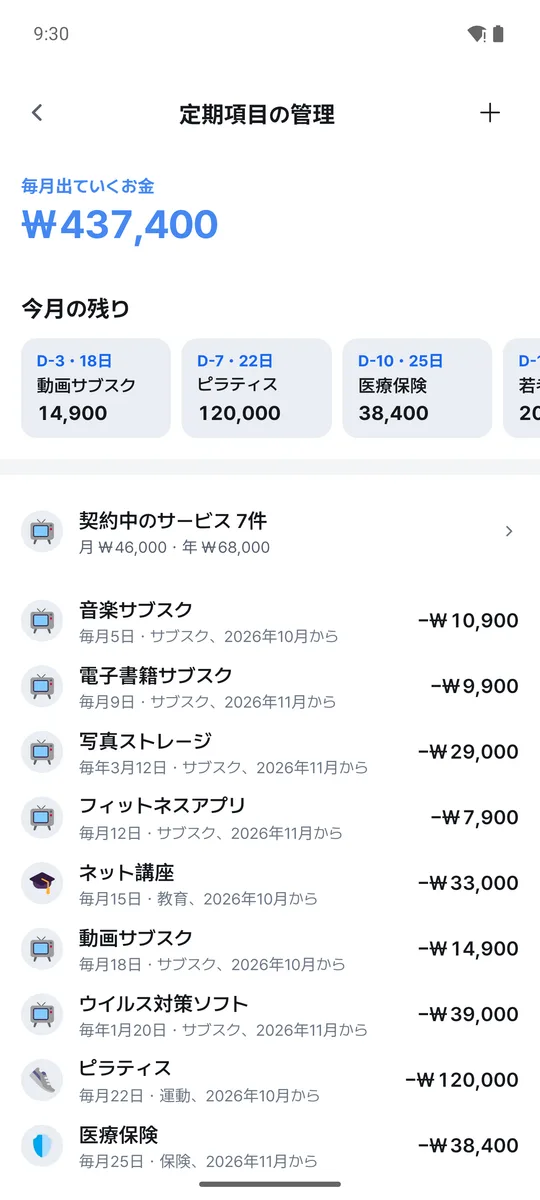 9:30
定期項目の管理
毎月出ていくお金
₩437,400
今月の残り
D-3・18日
動画サブスク
14,900
D-7・22日
ピラティス
120,000
D-10・25日
医療保険
38,400
契約中のサービス 7件
月 ₩46,000 · 年 ₩68,000
音楽サブスク
毎月5日 · サブスク、2026年10月から
−₩10,900
電子書籍サブスク
毎月9日 · サブスク、2026年11月から
−₩9,900
写真ストレージ
毎年3月12日 · サブスク、2026年11月から
−₩29,000
フィットネスアプリ
毎月12日 · サブスク、2026年11月から
−₩7,900
ネット講座
毎月15日 · 教育、2026年10月から
−₩33,000
動画サブスク
毎月18日 · サブスク、2026年10月から
−₩14,900
ウイルス対策ソフト
毎年1月20日 · サブスク、2026年11月から
−₩39,000
ピラティス
毎月22日 · 運動、2026年10月から
−₩120,000
医療保険
毎月25日 · 保険、2026年11月から
−₩38,400